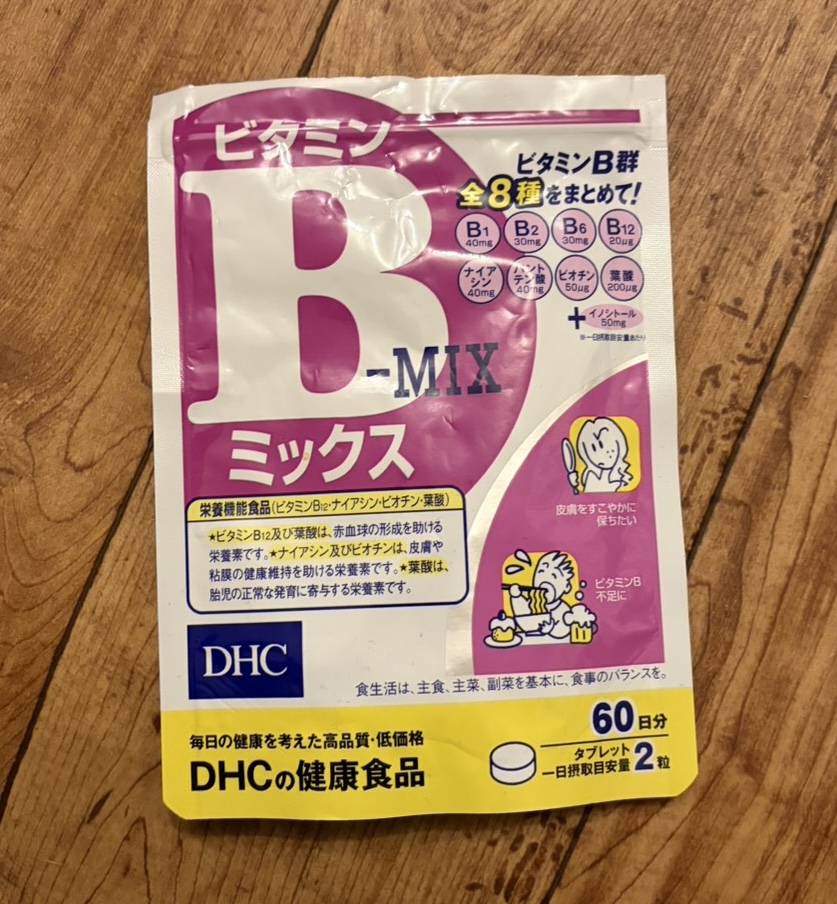 ビタミン
B
-MIX
ミックス
ビタミンB群
全8種をまとめて!
B1
40mg
B2
30mg
B6
30mg
B12
20μg
ナイア
シン
40mg
パント
テン酸
40mg
ビオチン
50μg
葉酸
200μg
+イノシトール
50mg
※一日摂取目安量あたり
皮膚をすこやかに
保ちたい
ビタミンB
不足に
栄養機能食品(ビタミンB12・ナイアシン・ビオチン・葉酸)
★ビタミンB12及び葉酸は、赤血球の形成を助ける
栄養素です。★ナイアシン及びビオチンは、皮膚や
粘膜の健康維持を助ける栄養素です。★葉酸は、
胎児の正常な発育に寄与する栄養素です。
DHC
食生活は、主食、主菜、副菜を基本に、食事のバランスを。
毎日の健康を考えた高品質・低価格
DHCの健康食品
60日分
タブレット
一日摂取目安量 2粒